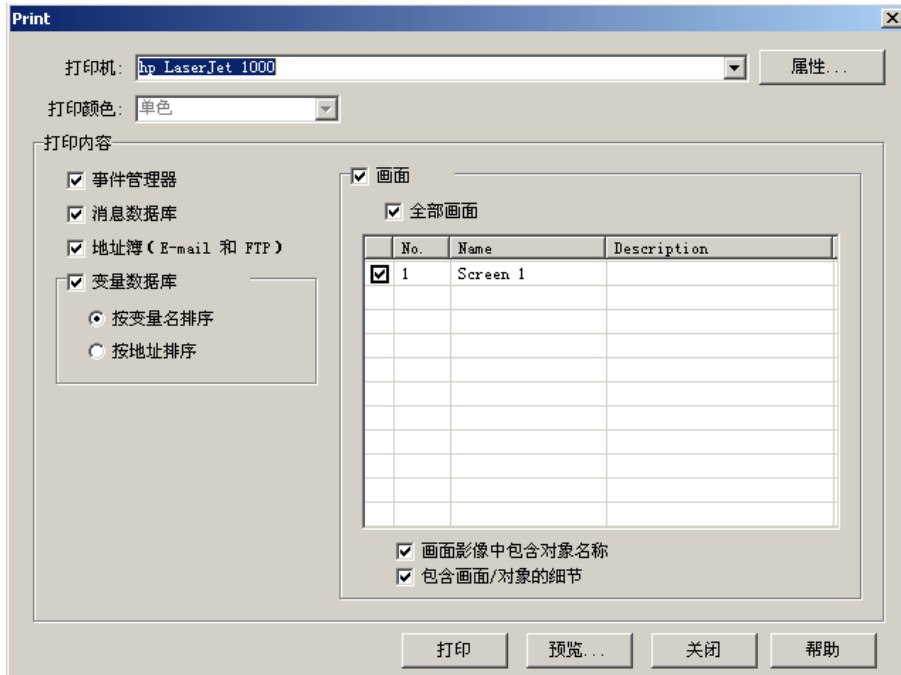 Print
打印机: hp LaserJet 1000 属性...
打印颜色: 单色
打印内容
事件管理器
消息数据库
地址簿(E-mail 和 FTP)
变量数据库
按变量名排序
按地址排序
画面
全部画面
No. Name Description
1 Screen 1
画面影像中包含对象名称
包含画面/对象的细节
打印 预览... 关闭 帮助